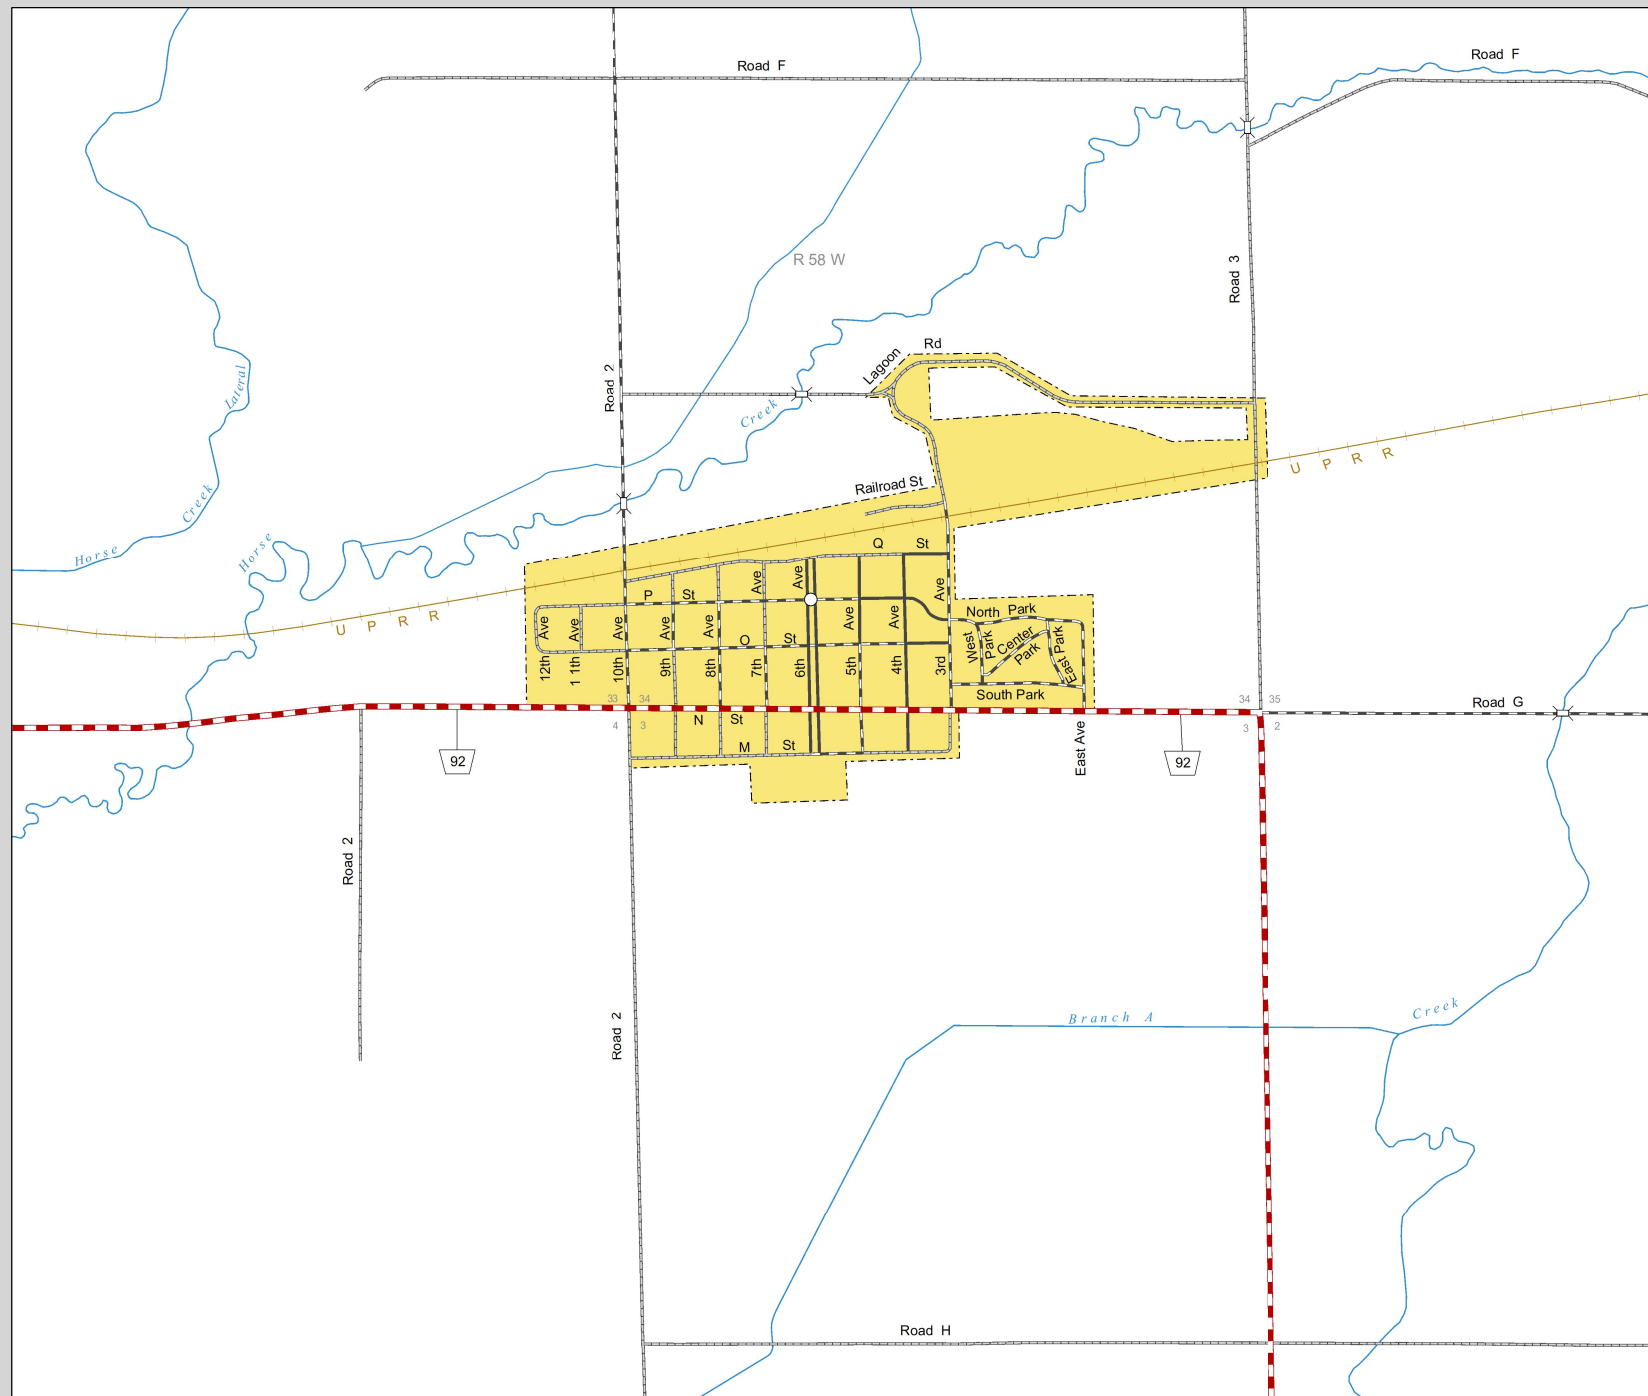 Road F
Road F
R 58 W
Road 3
Lagoon
Rd
Road 2
Lateral
Creek
Creek
Horse
Horse
Railroad St
U P R R
U P R R
Q St
P St
O St
N St
M St
12th Ave
11th Ave
10th Ave
9th Ave
8th Ave
7th Ave
6th Ave
5th Ave
4th Ave
3rd Ave
North Park
West Park
Center Park
East Park
South Park
East Ave
33 34
4 3
34 35
3 2
92
92
Road G
Road 2
Road 2
Branch A
Creek
Road H